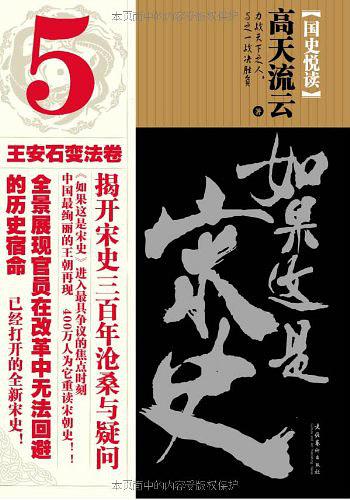 本页面中的内容受版权保护
【国史悦读】
高天流云
著
力战天下之人,
与之一战决胜负
5
王安石变法卷
揭开宋史三百年沧桑与疑问
《如果这是宋史》进入最具争议的焦点时刻
中国最绚丽的王朝再现 400万人为它重读宋朝史!!
全景展现官员在改革中无法回避
的历史宿命
已经打开的全新宋史!
如果这是
宋史
文化艺术出版社
本页面中的内容受版权保护